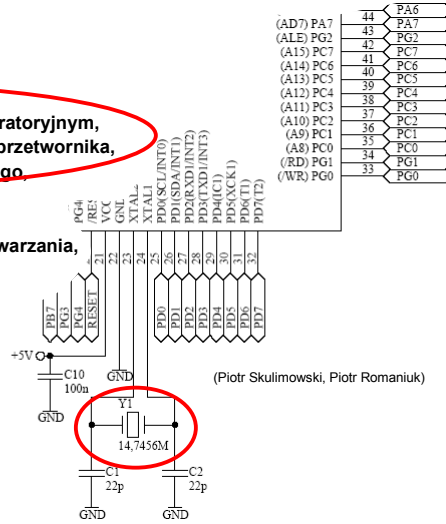 PA6
44
(AD7) PA7 43 PA7
(ALE) PG2 42 PG2
(A15) PC7 41 PC7
(A14) PC6 40 PC6
(A13) PC5 39 PC5
(A12) PC4 38 PC4
(A11) PC3 37 PC3
(A10) PC2 36 PC2
(A9) PC1 35 PC1
(A8) PC0 34 PC0
(/RD) PG1 33 PG1
(/WR) PG0 PG0
ratoryjnym,
przetwornika,
go,
warzania,
PG4
/RES
VCC
GND
XTAL2
XTAL1
PD0(SCL/INT0)
PD1(SDA/INT1)
PD2(RXD1/INT2)
PD3(TXD1/INT3)
PD4(IC1)
PD5(XCK1)
PD6(T1)
PD7(T2)
21 22 23 24 25 26 27 28 29 30 31 32
PB7
PG3
PG4
RESET
PD0
PD1
PD2
PD3
PD4
PD5
PD6
PD7
+5V
C10
100n
GND
GND
(Piotr Skulimowski, Piotr Romaniuk)
Y1
14,7456M
C1
22p
C2
22p
GND
GND